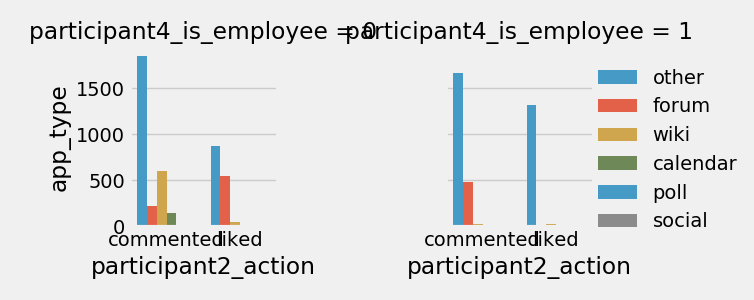 participant4_is_employee = 0
participant4_is_employee = 1
app_type
1500
1000
500
0
commented
liked
commented
liked
participant2_action
participant2_action
other
forum
wiki
calendar
poll
social